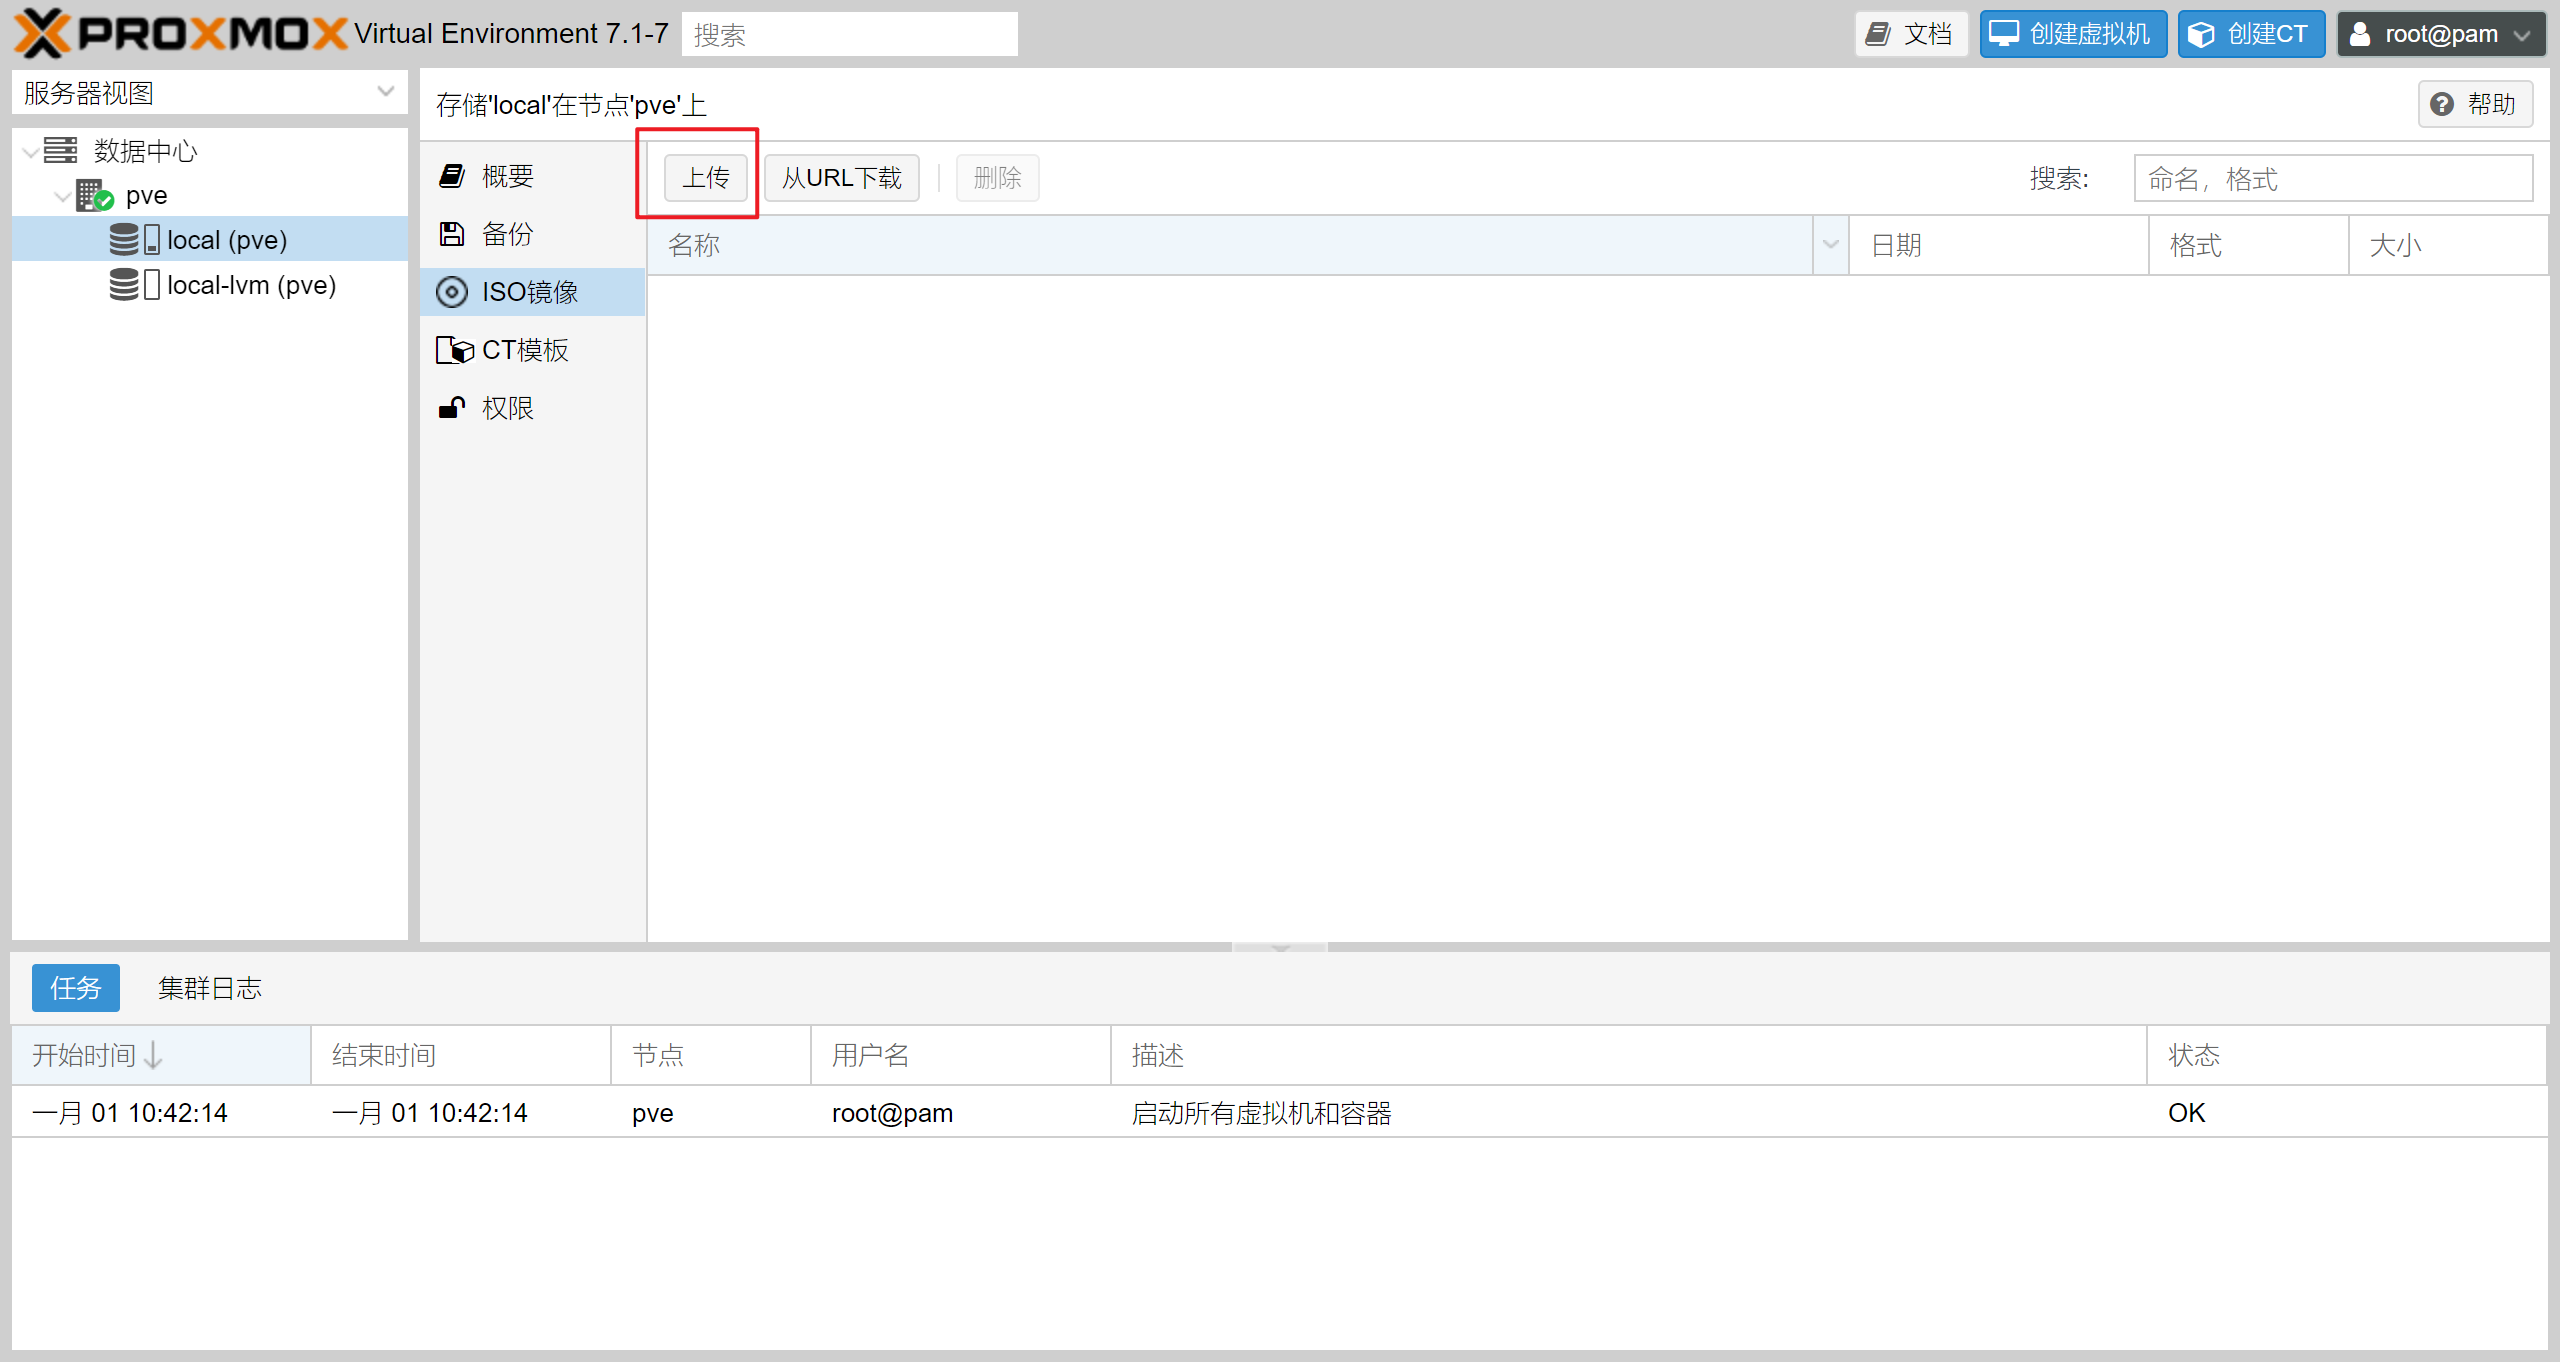 PROXMOX Virtual Environment 7.1-7 搜索 文档 创建虚拟机 创建CT root@pam
服务器视图
存储'local'在节点'pve'上 帮助
数据中心
pve
local (pve)
local-lvm (pve)
概要
备份
ISO镜像
CT模板
权限
上传 从URL下载 删除 搜索: 命名，格式
名称 日期 格式 大小
任务 集群日志
开始时间 结束时间 节点 用户名 描述 状态
一月 01 10:42:14 一月 01 10:42:14 pve root@pam 启动所有虚拟机和容器 OK